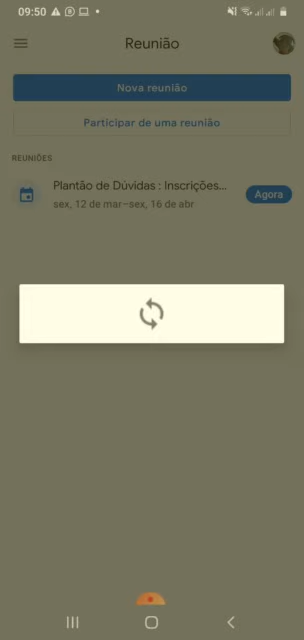 09:50
Reunião
Nova reunião
Participar de uma reunião
REUNIÕES
Plantão de Dúvidas : Inscrições...
Agora
sex, 12 de mar–sex, 16 de abr